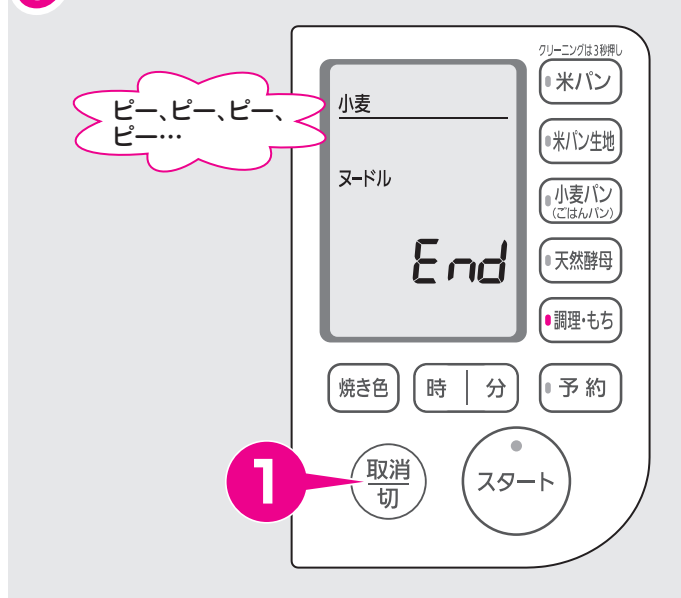 クリーニングは3秒押し
米パン
ピー、ピー、ピー、
ピー…
小麦
米パン生地
ヌードル
小麦パン
(ごはんパン)
End
天然酵母
調理・もち
焼き色
時
分
予約
1
取消
切
スタート